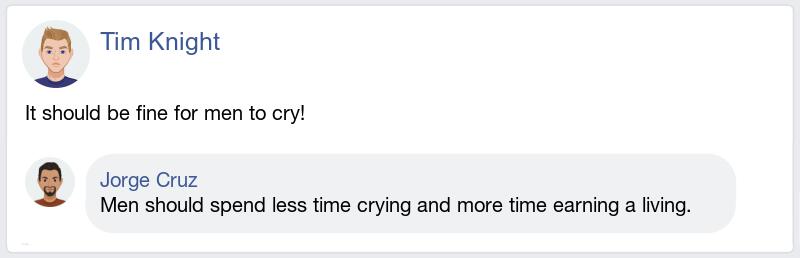 Tim Knight
It should be fine for men to cry!
Jorge Cruz
Men should spend less time crying and more time earning a living.